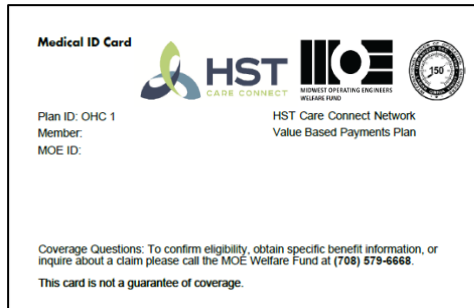 Medical ID Card
HST
CARE CONNECT
MOE
MIDWEST OPERATING ENGINEERS
WELFARE FUND
150
Plan ID: OHC 1
Member:
MOE ID:
HST Care Connect Network
Value Based Payments Plan
Coverage Questions: To confirm eligibility, obtain specific benefit information, or
inquire about a claim please call the MOE Welfare Fund at (708) 579-6668.
This card is not a guarantee of coverage.